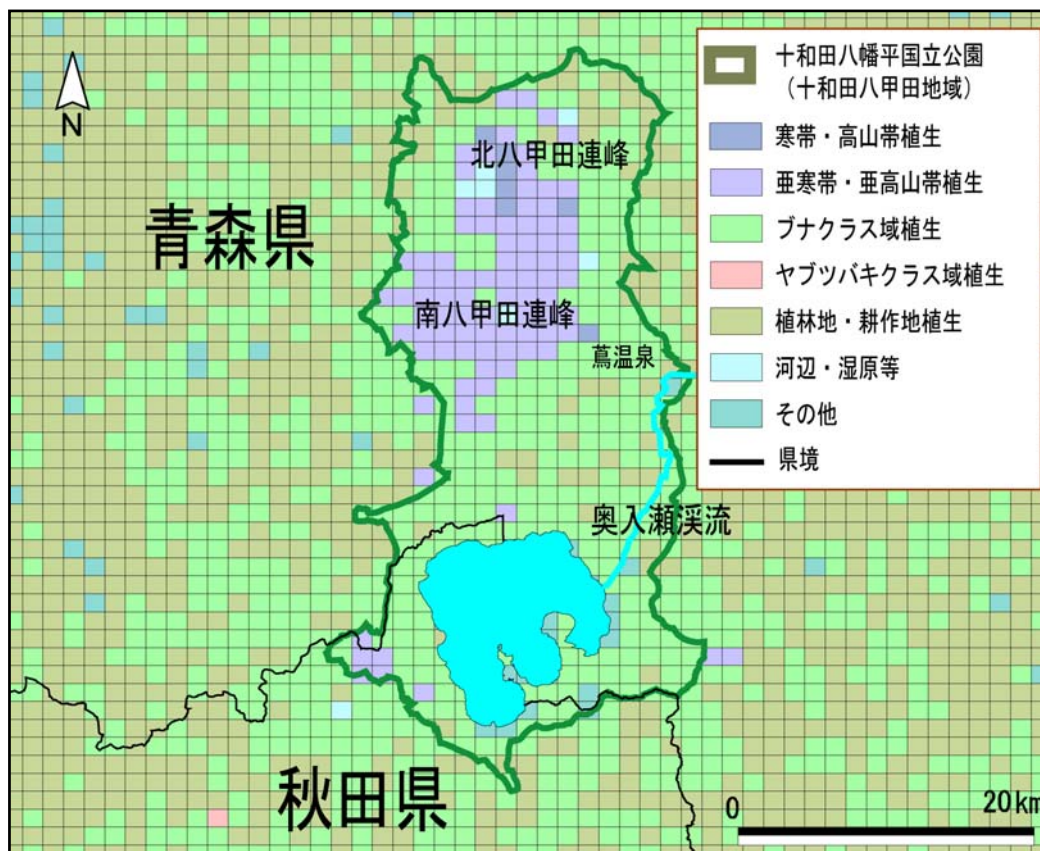 N
青森県
北八甲田連峰
南八甲田連峰
蔦温泉
奥入瀬渓流
秋田県
十和田八幡平国立公園
（十和田八甲田地域）
寒帯・高山帯植生
亜寒帯・亜高山帯植生
ブナクラス域植生
ヤブツバキクラス域植生
植林地・耕作地植生
河辺・湿原等
その他
県境
0 20km